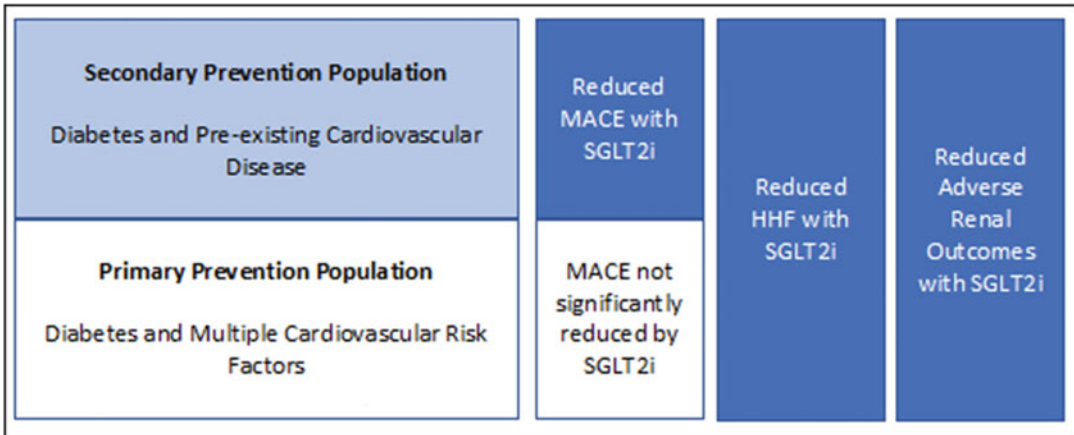 Secondary Prevention Population
Diabetes and Pre-existing Cardiovascular
Disease
Reduced
MACE with
SGLT2i
Primary Prevention Population
Diabetes and Multiple Cardiovascular Risk
Factors
MACE not
significantly
reduced by
SGLT2i
Reduced
HHF with
SGLT2i
Reduced
Adverse
Renal
Outcomes
with SGLT2i